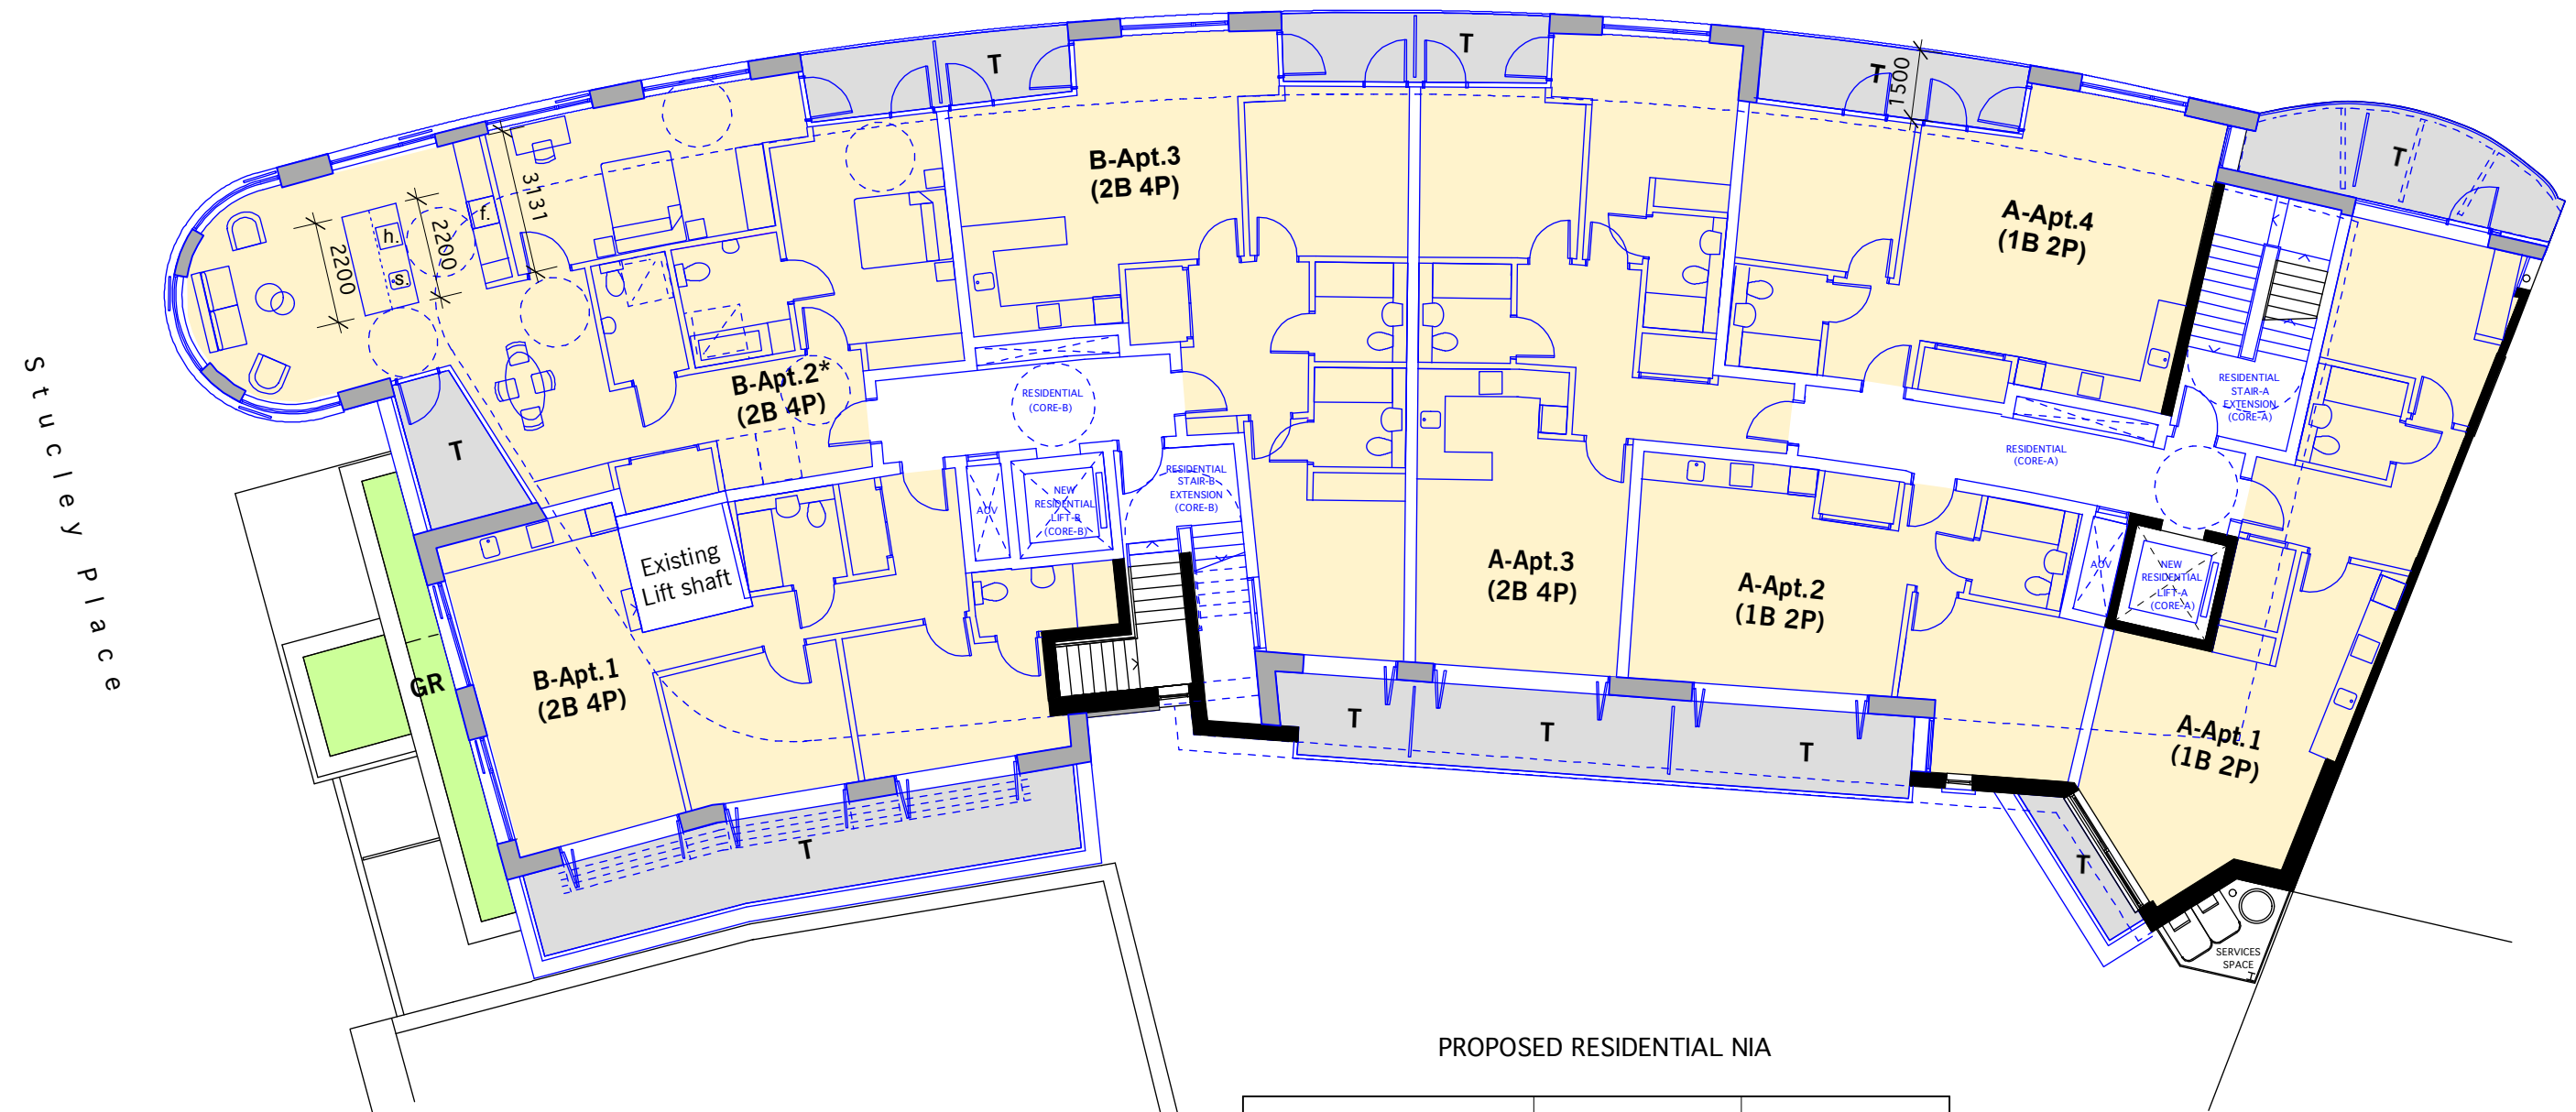 T
T
T
1500
T
B-Apt.3
(2B 4P)
A-Apt.4
(1B 2P)
3131
f.
h.
s.
2200
2200
Stucley Place
B-Apt.2*
(2B 4P)
RESIDENTIAL
(CORE-B)
RESIDENTIAL
STAIR-A
EXTENSION
(CORE-A)
T
RESIDENTIAL
(CORE-A)
RESIDENTIAL
STAIR-B
EXTENSION
(CORE-B)
AOV
NEW
RESIDENTIAL
LIFT-B
(CORE-B)
Existing
Lift shaft
A-Apt.3
(2B 4P)
A-Apt.2
(1B 2P)
AOV
NEW
RESIDENTIAL
LIFT-A
(CORE-A)
B-Apt.1
(2B 4P)
GR
T
T
T
A-Apt.1
(1B 2P)
T
T
SERVICES
SPACE
PROPOSED RESIDENTIAL NIA